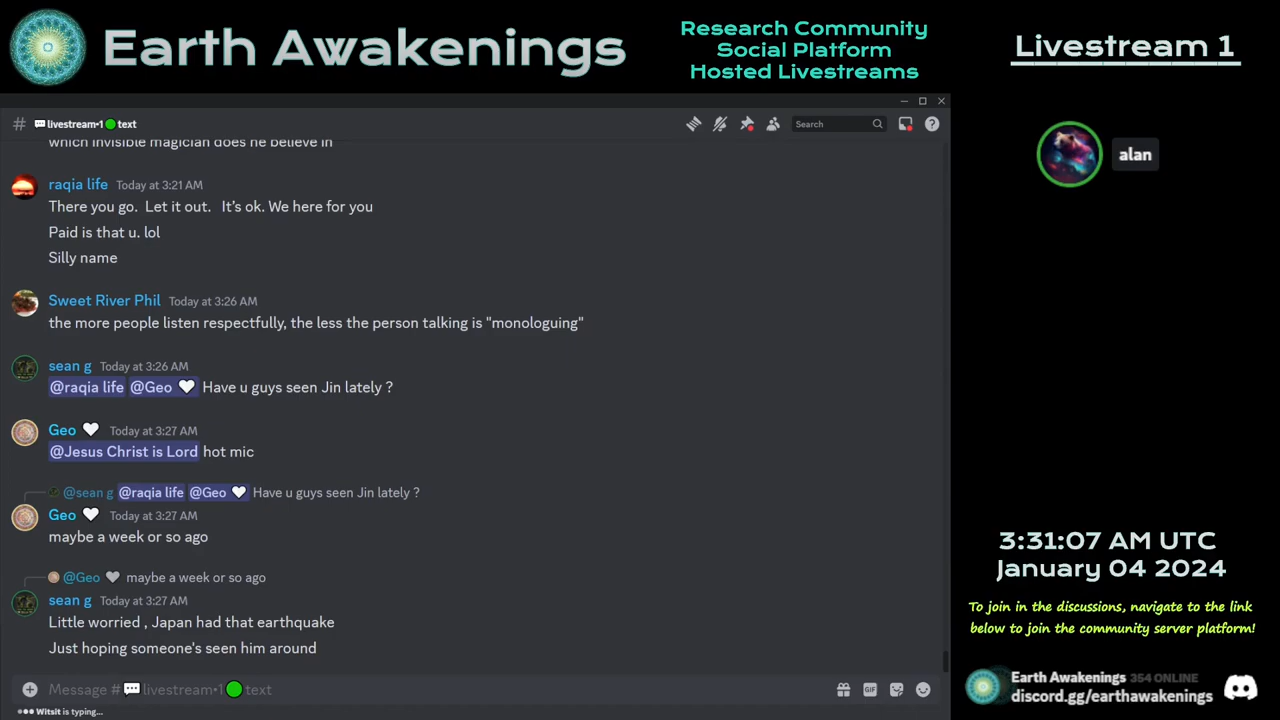 Earth Awakenings
Research Community
Social Platform
Hosted Livestreams
Livestream 1
# 💬livestream•1🟢text
Search
which invisible magician does he believe in
raqia life Today at 3:21 AM
There you go. Let it out. It's ok. We here for you
Paid is that u. lol
Silly name
Sweet River Phil Today at 3:26 AM
the more people listen respectfully, the less the person talking is "monologuing"
sean g Today at 3:26 AM
@raqia life @Geo 🤍 Have u guys seen Jin lately ?
Geo 🤍 Today at 3:27 AM
@Jesus Christ is Lord hot mic
@sean g @raqia life @Geo 🤍 Have u guys seen Jin lately ?
Geo 🤍 Today at 3:27 AM
maybe a week or so ago
@Geo 🤍 maybe a week or so ago
sean g Today at 3:27 AM
Little worried , Japan had that earthquake
Just hoping someone's seen him around
Message #💬livestream•1🟢text
GIF
Witsit is typing...
alan
3:31:07 AM UTC
January 04 2024
To join in the discussions, navigate to the link
below to join the community server platform!
Earth Awakenings 354 ONLINE
discord.gg/earthawakenings